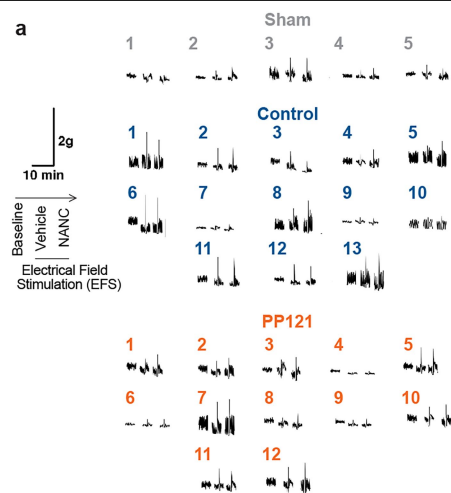 a
Sham
1 2 3 4 5
Control
1 2 3 4 5
2g
10 min
6 7 8 9 10
Baseline
Vehicle
NANC
Electrical Field
Stimulation (EFS)
11 12 13
PP121
1 2 3 4 5
6 7 8 9 10
11 12